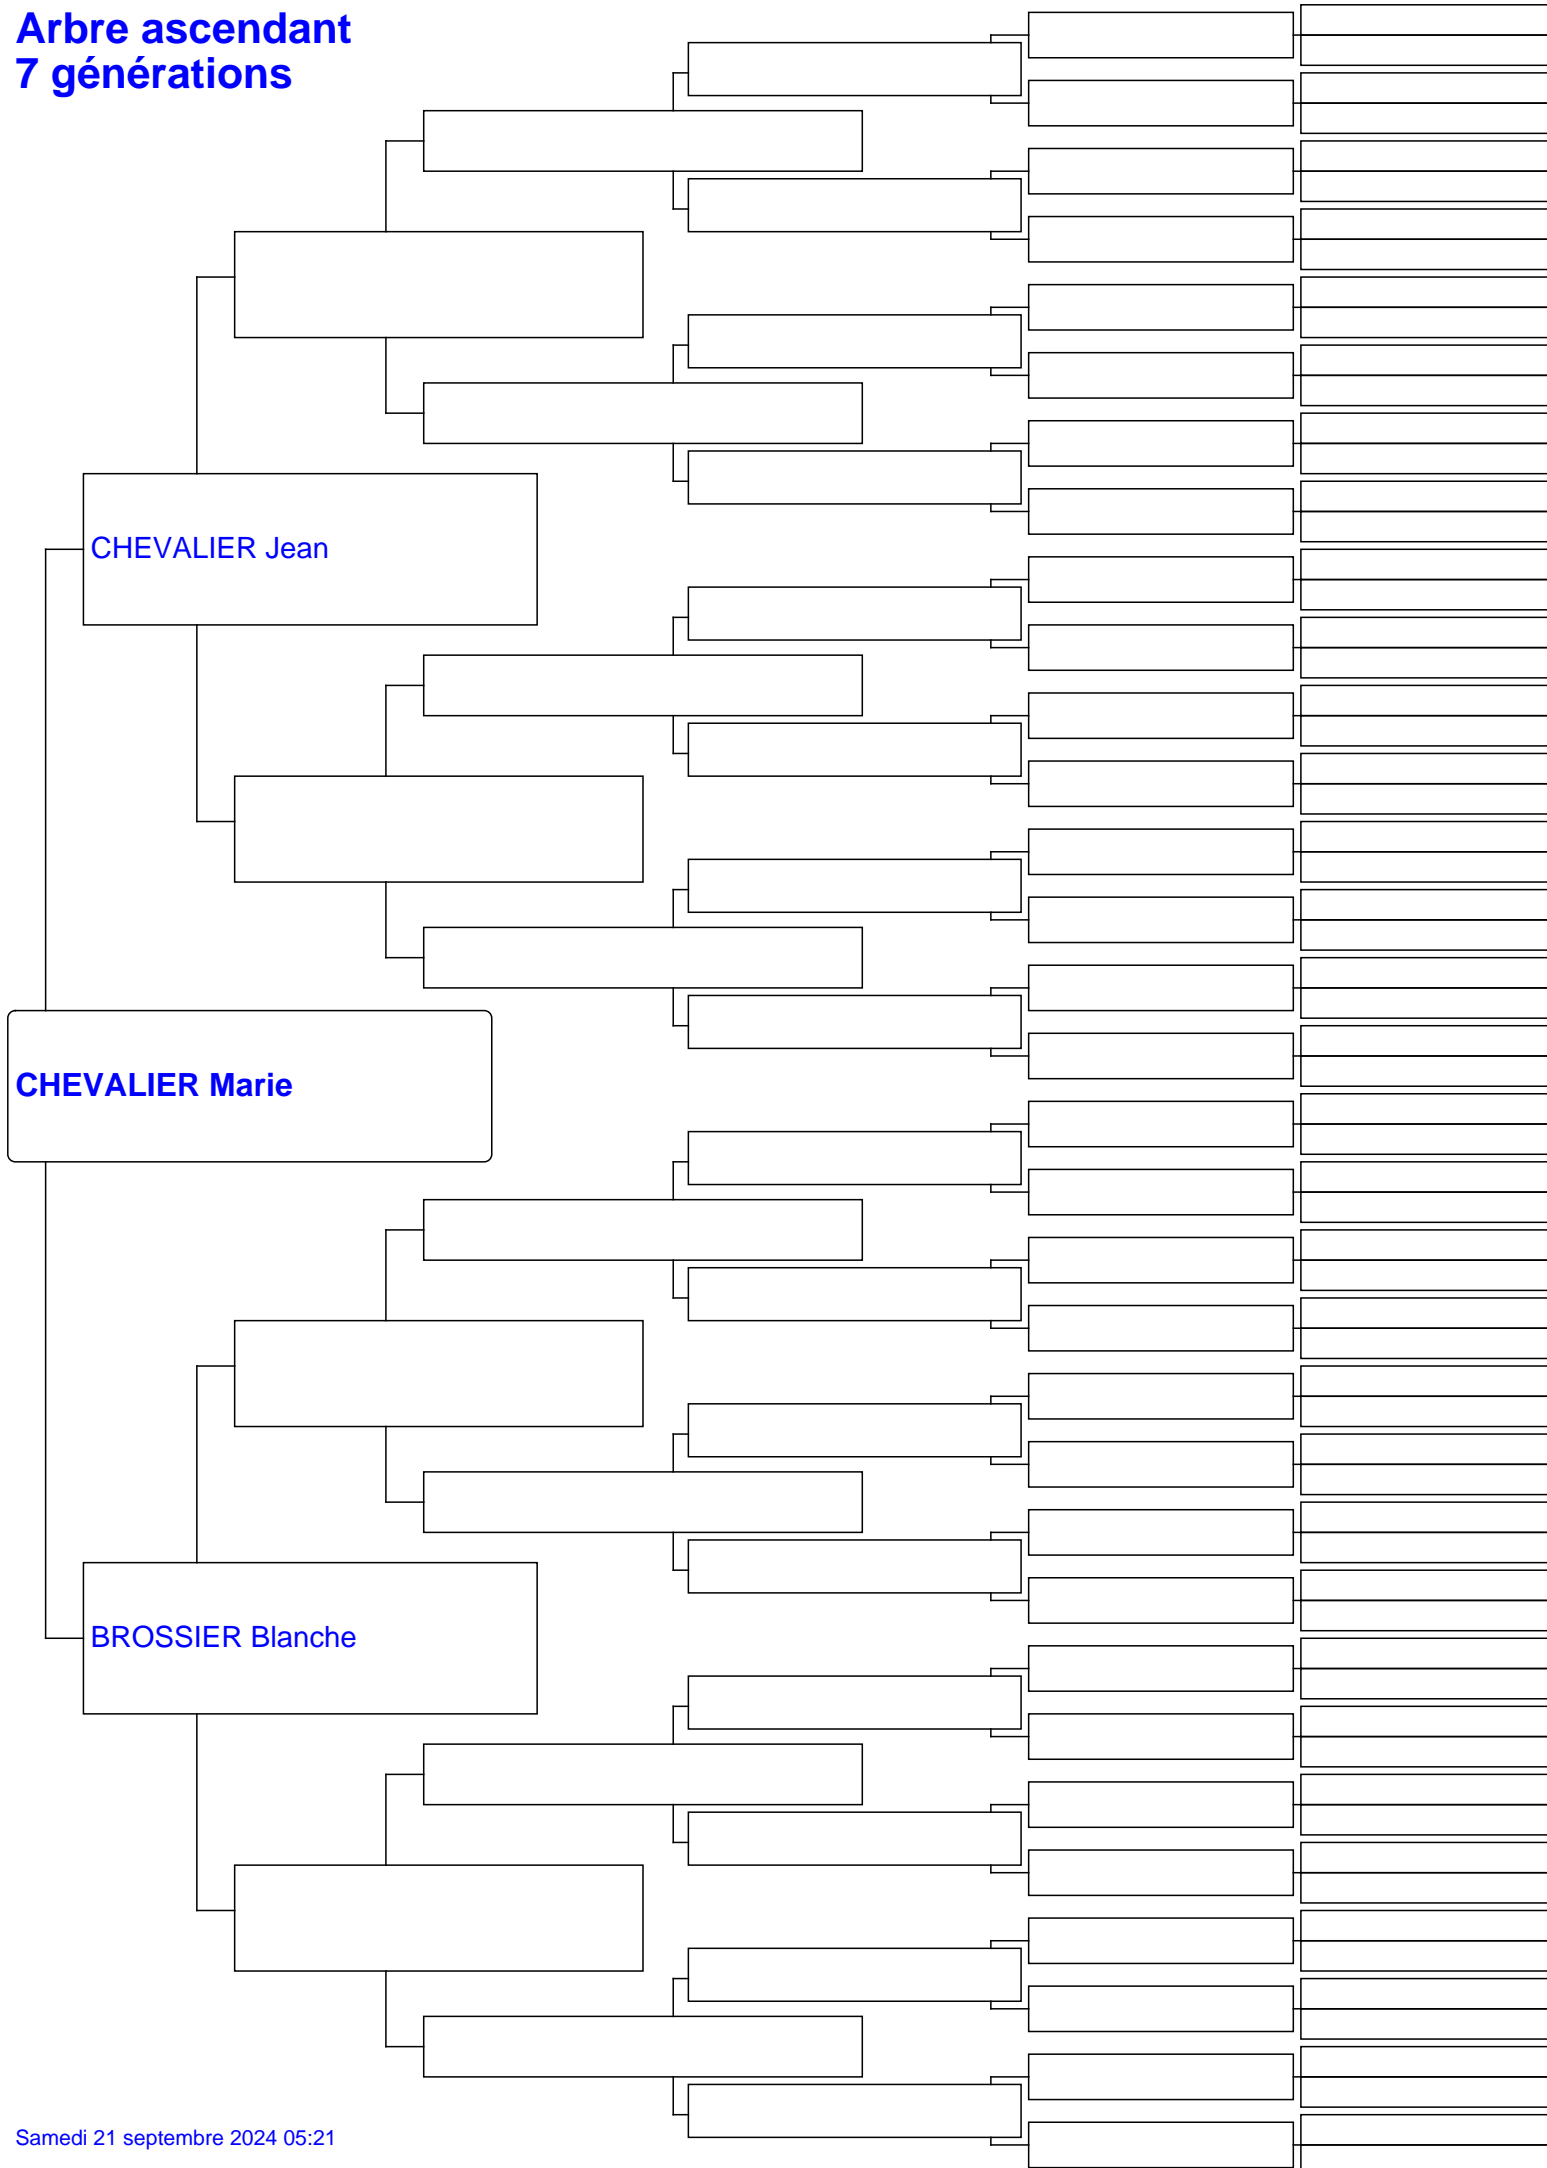 Arbre ascendant
7 générations
CHEVALIER Jean
CHEVALIER Marie
BROSSIER Blanche
Samedi 21 septembre 2024 05:21